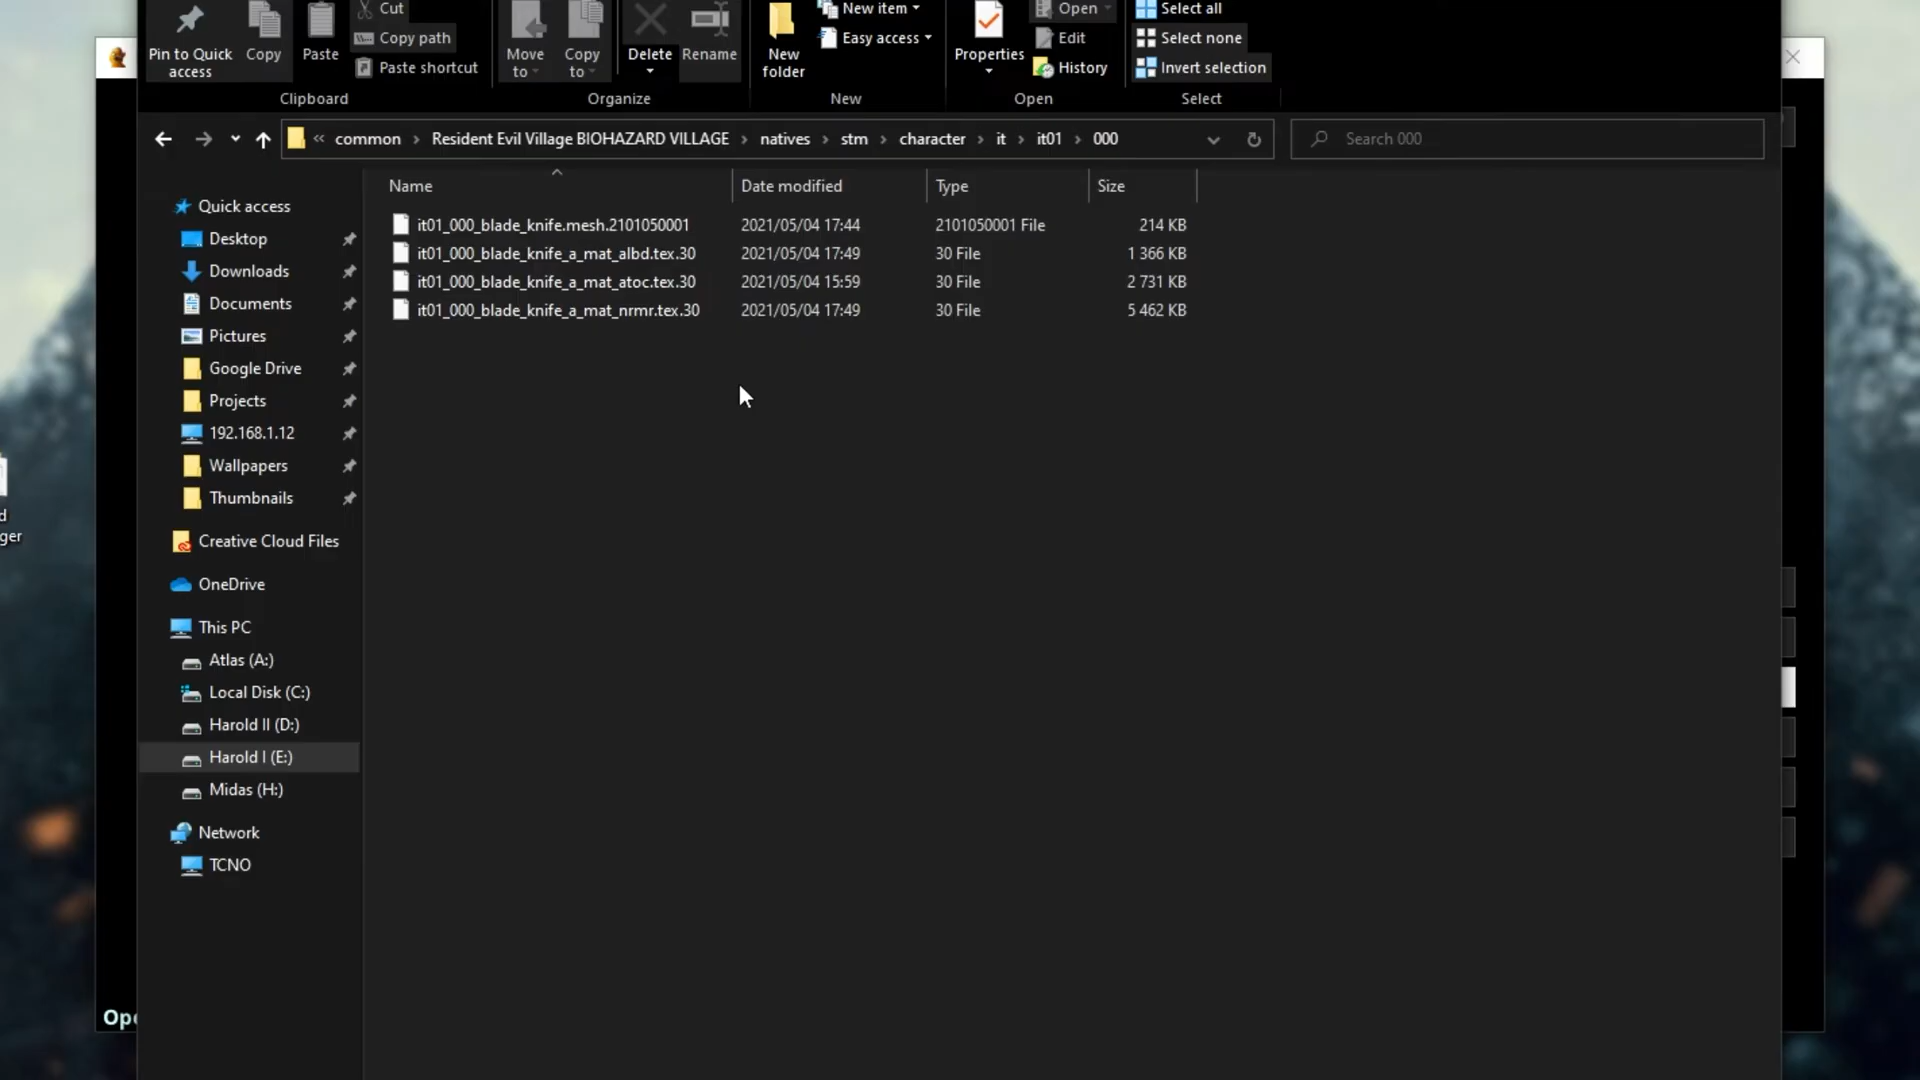 Cut
Copy path
Paste shortcut
Pin to Quick access
Copy
Paste
Clipboard
Move to
Copy to
Delete
Rename
Organize
New folder
New item
Easy access
New
Properties
Open
Edit
History
Open
Select all
Select none
Invert selection
Select
« common > Resident Evil Village BIOHAZARD VILLAGE > natives > stm > character > it > it01 > 000
Search 000
Name Date modified Type Size
it01_000_blade_knife.mesh.2101050001 2021/05/04 17:44 2101050001 File 214 KB
it01_000_blade_knife_a_mat_albd.tex.30 2021/05/04 17:49 30 File 1 366 KB
it01_000_blade_knife_a_mat_atoc.tex.30 2021/05/04 15:59 30 File 2 731 KB
it01_000_blade_knife_a_mat_nrmr.tex.30 2021/05/04 17:49 30 File 5 462 KB
Quick access
Desktop
Downloads
Documents
Pictures
Google Drive
Projects
192.168.1.12
Wallpapers
Thumbnails
Creative Cloud Files
OneDrive
This PC
Atlas (A:)
Local Disk (C:)
Harold II (D:)
Harold I (E:)
Midas (H:)
Network
TCNO
d
ger
Ope